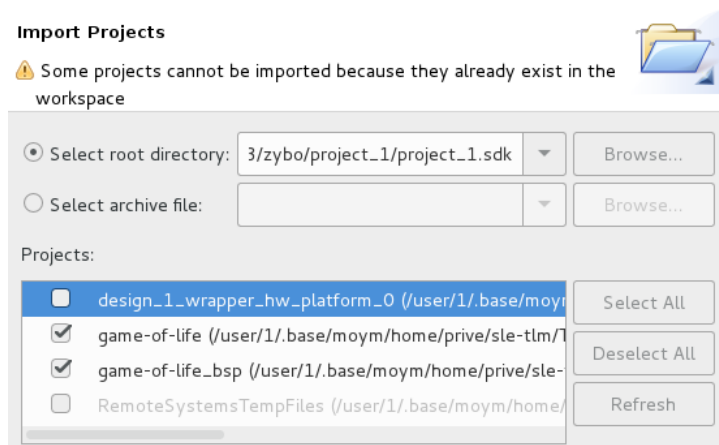 Import Projects
Some projects cannot be imported because they already exist in the
workspace
Select root directory: 3/zybo/project_1/project_1.sdk Browse...
Select archive file: Browse...
Projects:
design_1_wrapper_hw_platform_0 (/user/1/.base/moym Select All
game-of-life (/user/1/.base/moym/home/prive/sle-tlm/T
Deselect All
game-of-life_bsp (/user/1/.base/moym/home/prive/sle-
RemoteSystemsTempFiles (/user/1/.base/moym/home/ Refresh